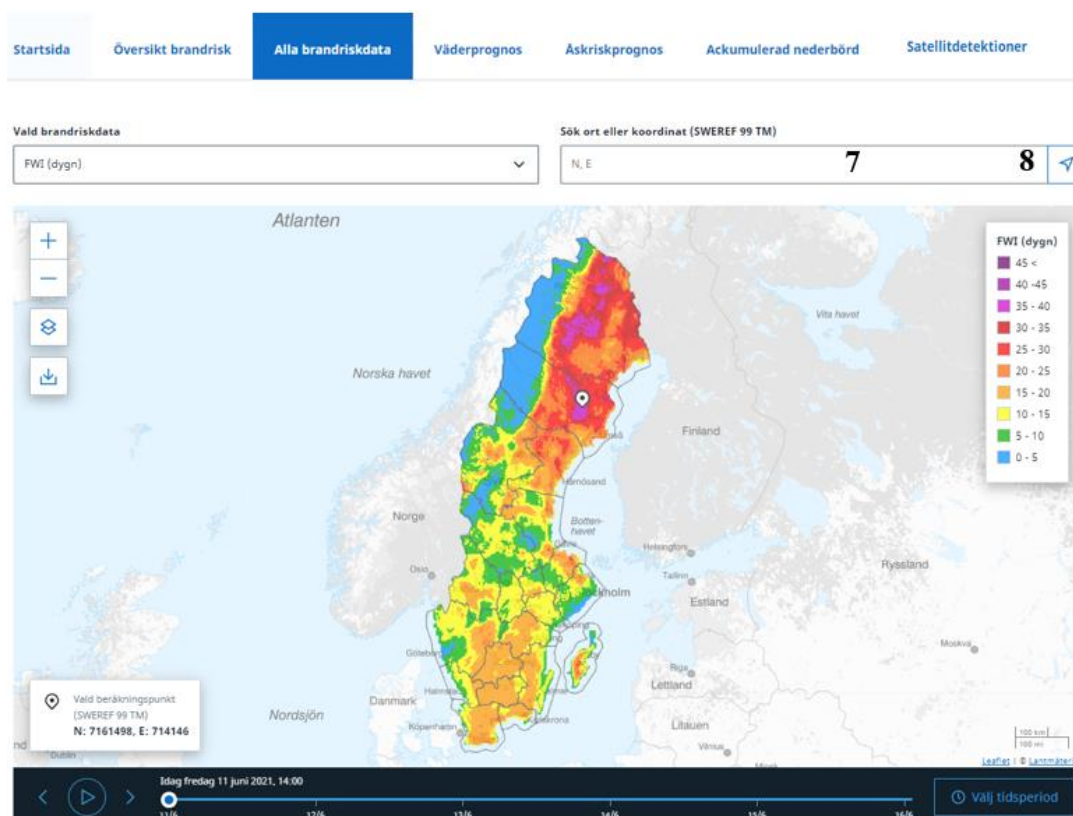 Startsida Översikt brandrisk Alla brandriskdata Väderprognos Åskriskprognos Ackumulerad nederbörd Satellitdetektioner
Vald brandriskdata
Sök ort eller koordinat (SWEREF 99 TM)
FWI (dygn)
N, E 7 8
Atlanten
FWI (dygn)
45 <
40 -45
35 - 40
30 - 35
25 - 30
20 - 25
15 - 20
10 - 15
5 - 10
0 - 5
Vita havet
Norska havet
Finland
Härnösand
Norge
Botten-
havet
Helsingfors
Oslo
Tallinn
Ryssland
Estland
Moskva
Göteborg
Riga
Lettland
Danmark
Nordsjön
Köpenhamn
Litauen
Vilnius
Dublin
Vald beräkningspunkt
(SWEREF 99 TM)
N: 7161498, E: 714146
100 km
100 mi
Leaflet | © Lantmäteri
Idag fredag 11 juni 2021, 14:00
11/6 12/6 13/6 14/6 15/6 16/6
Välj tidsperiod